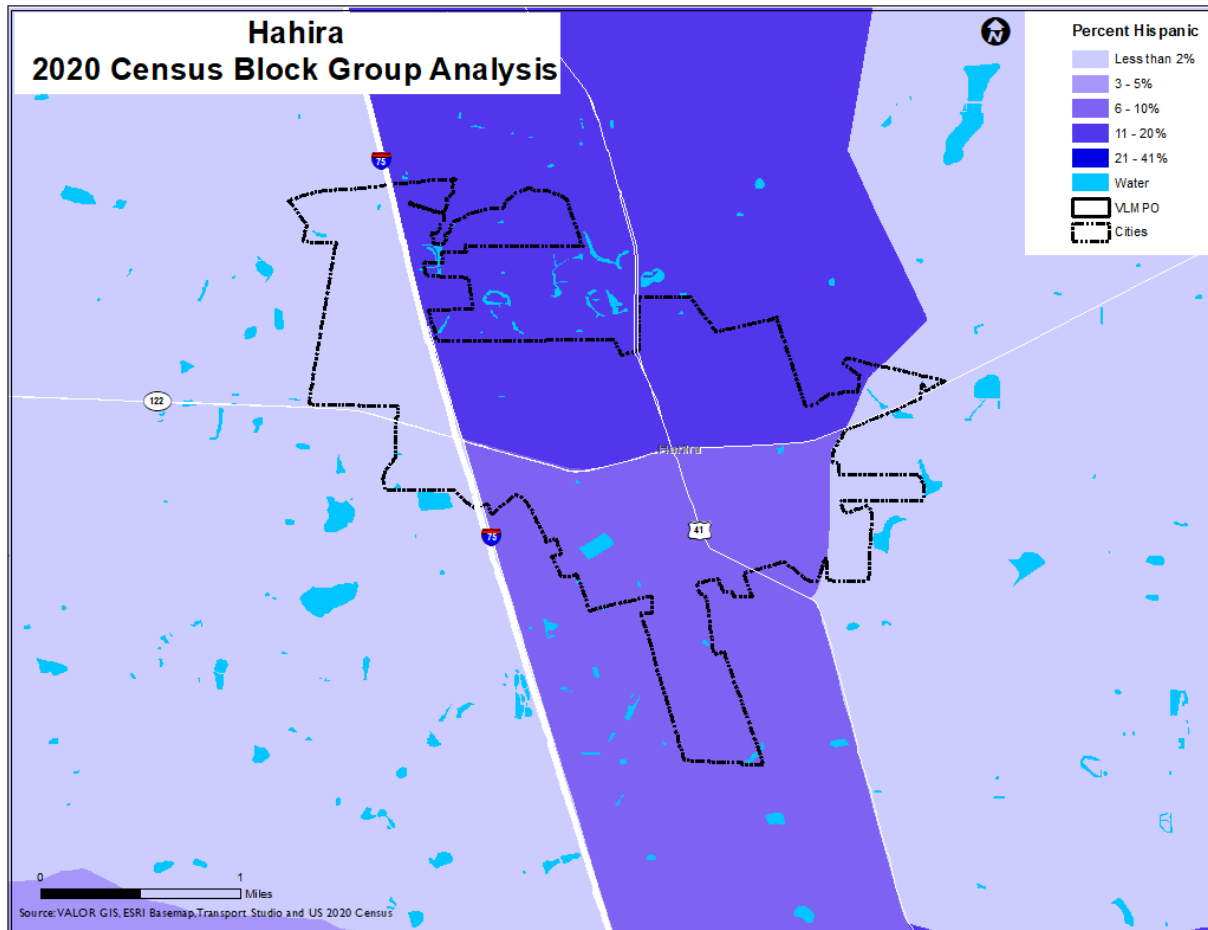 Hahira
2020 Census Block Group Analysis
N
Percent Hispanic
Less than 2%
3 - 5%
6 - 10%
11 - 20%
21 - 41%
Water
VLMPO
Cities
75
122
Hahira
41
75
0 1
Miles
Source: VALOR GIS, ESRI Basemap, Transport Studio and US 2020 Census